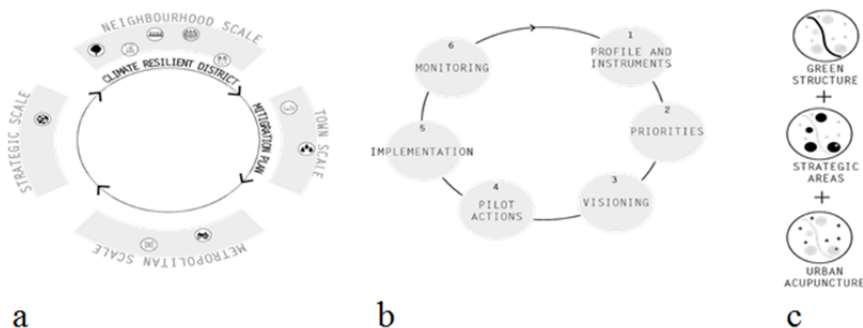 NEIGHBOURHOOD SCALE
CLIMATE RESILIENT DISTRICT
MITIGRATION PLAN
TOWN SCALE
STRATEGIC SCALE
METROPOLITAN SCALE
a
1
PROFILE AND
INSTRUMENTS
2
PRIORITIES
3
VISIONING
4
PILOT
ACTIONS
5
IMPLEMENTATION
6
MONITORING
b
GREEN
STRUCTURE
+
STRATEGIC
AREAS
+
URBAN
ACUPUNCTURE
c